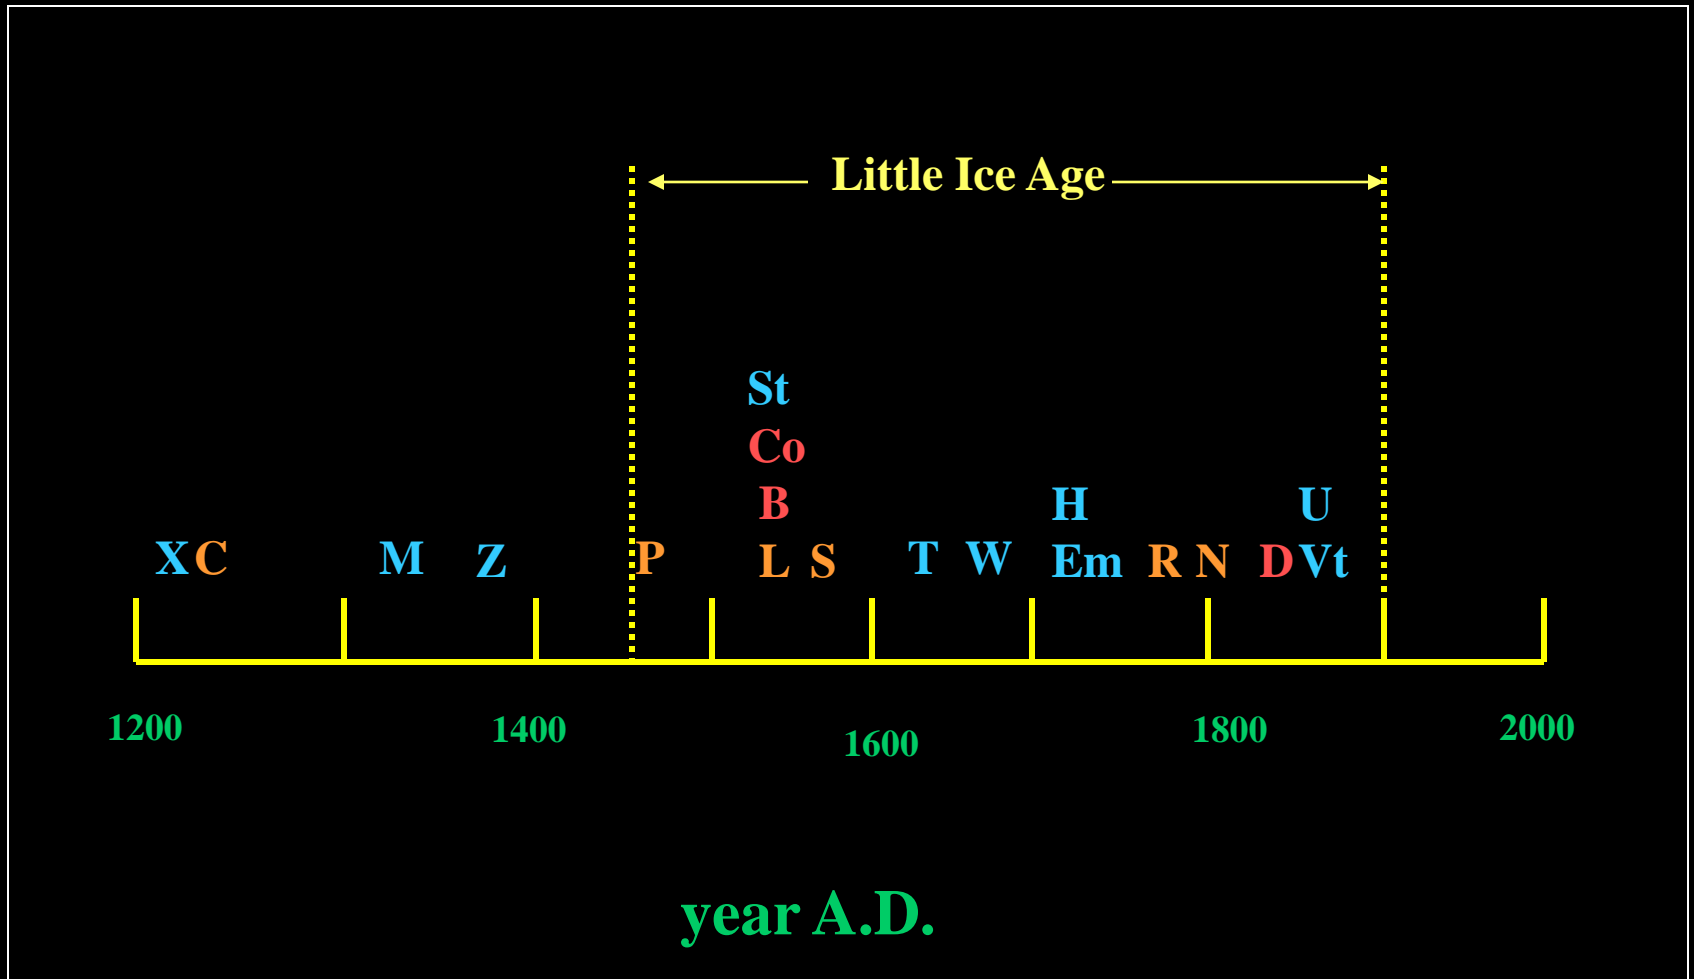 Little Ice Age
St
Co
B
H U
X C M Z P L S T W Em R N D Vt
1200 1400 1600 1800 2000
year A.D.